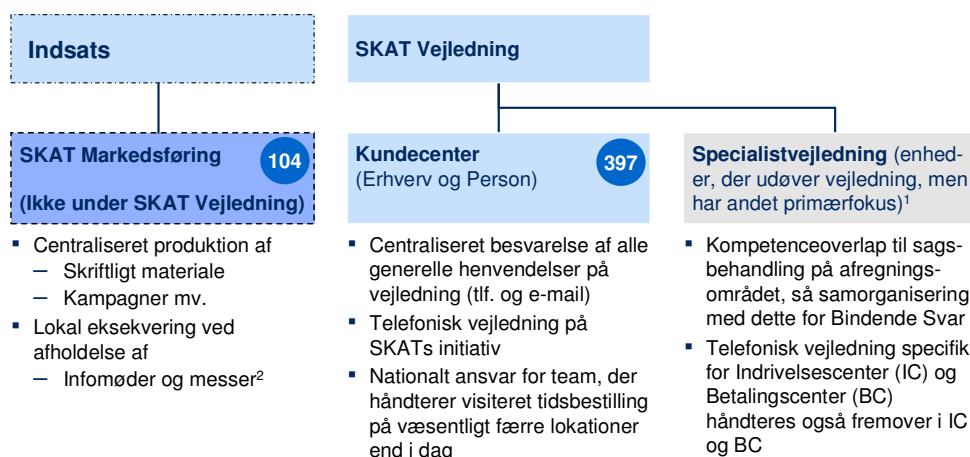 Indsats
SKAT Vejledning
SKAT Markedsføring
104
(Ikke under SKAT Vejledning)
Kundecenter
(Erhverv og Person)
397
Specialistvejledning (enhed-
er, der udøver vejledning, men
har andet primærfokus)1
▪ Centraliseret produktion af
– Skriftligt materiale
– Kampagner mv.
▪ Lokal eksekvering ved
afholdelse af
– Infomøder og messer2
▪ Centraliseret besvarelse af alle
generelle henvendelser på
vejledning (tlf. og e-mail)
▪ Telefonisk vejledning på
SKATs initiativ
▪ Nationalt ansvar for team, der
håndterer visiteret tidsbestilling
på væsentligt færre lokationer
end i dag
▪ Kompetenceoverlap til sags-
behandling på afregnings-
området, så samorganisering
med dette for Bindende Svar
▪ Telefonisk vejledning specifik
for Indrivelsescenter (IC) og
Betalingscenter (BC)
håndteres også fremover i IC
og BC